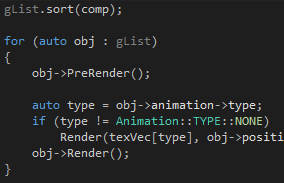 gList.sort(comp);
for (auto obj : gList)
{
obj->PreRender();
auto type = obj->animation->type;
if (type != Animation::TYPE::NONE)
Render(texVec[type], obj->positi
obj->Render();
}